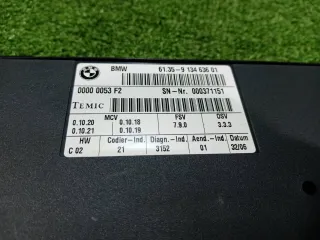 BMW 61.35-9 134 636 01
0000 0053 F2 SN-Nr. 000371151
TEMIC
MCV FSV OSV
0.10.20 0.10.18 7.9.0 3.3.3
0.10.21 0.10.19
HW Codier-Ind. Diagn.-Ind. Aend.-Ind. Datum
C 02 21 3152 01 32/06